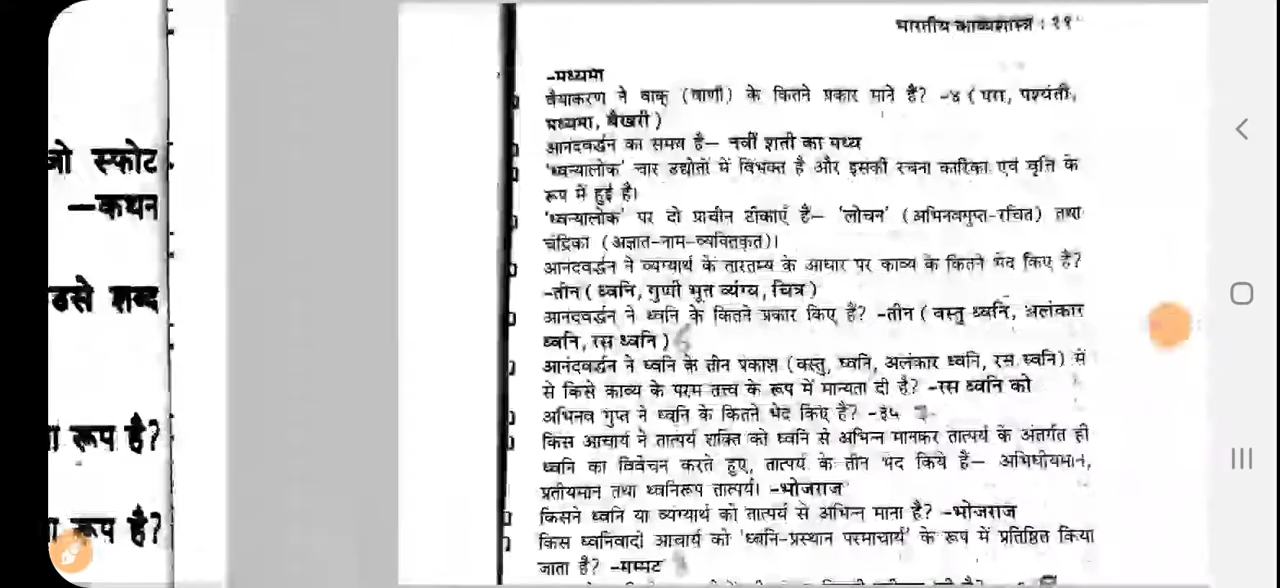 भारतीय काव्यशास्त्र : ११
-मध्यमा
वैयाकरण ने वाक् (वाणी) के कितने प्रकार माने हैं? -४ (परा, पश्यंती,
मध्यमा, बैखरी)
आनंदवर्द्धन का समय है– नवीं शती का मध्य
'ध्वन्यालोक' चार उद्योतों में विभक्त है और इसकी रचना कारिका एवं वृत्ति के
रूप में हुई है।
'ध्वन्यालोक' पर दो प्राचीन टीकाएँ हैं– 'लोचन' (अभिनवगुप्त-रचित) तथा
चंद्रिका (अज्ञात-नाम-व्यक्तिकृत)।
आनंदवर्द्धन ने व्यंग्यार्थ के तारतम्य के आधार पर काव्य के कितने भेद किए हैं?
-तीन (ध्वनि, गुणी भूत व्यंग्य, चित्र)
आनंदवर्द्धन ने ध्वनि के कितने प्रकार किए हैं? -तीन (वस्तु ध्वनि, अलंकार
ध्वनि, रस ध्वनि)
आनंदवर्द्धन ने ध्वनि के तीन प्रकाश (वस्तु, ध्वनि, अलंकार ध्वनि, रस ध्वनि) में
से किसे काव्य के परम तत्त्व के रूप में मान्यता दी है? -रस ध्वनि को
अभिनव गुप्त ने ध्वनि के कितने भेद किए हैं? -३५
किस आचार्य ने तात्पर्य शक्ति को ध्वनि से अभिन्न मानकर तात्पर्य के अंतर्गत ही
ध्वनि का विवेचन करते हुए, तात्पर्य के तीन भेद किये हैं– अभिधीयमान,
प्रतीयमान तथा ध्वनिरूप तात्पर्य। -भोजराज
किसने ध्वनि या व्यंग्यार्थ को तात्पर्य से अभिन्न माना है? -भोजराज
किस ध्वनिवादी आचार्य को 'ध्वनि-प्रस्थान परमाचार्य' के रूप में प्रतिष्ठित किया
जाता है? -मम्मट
जो स्फोट
—कथन
उसे शब्द
रूप है?
रूप है?